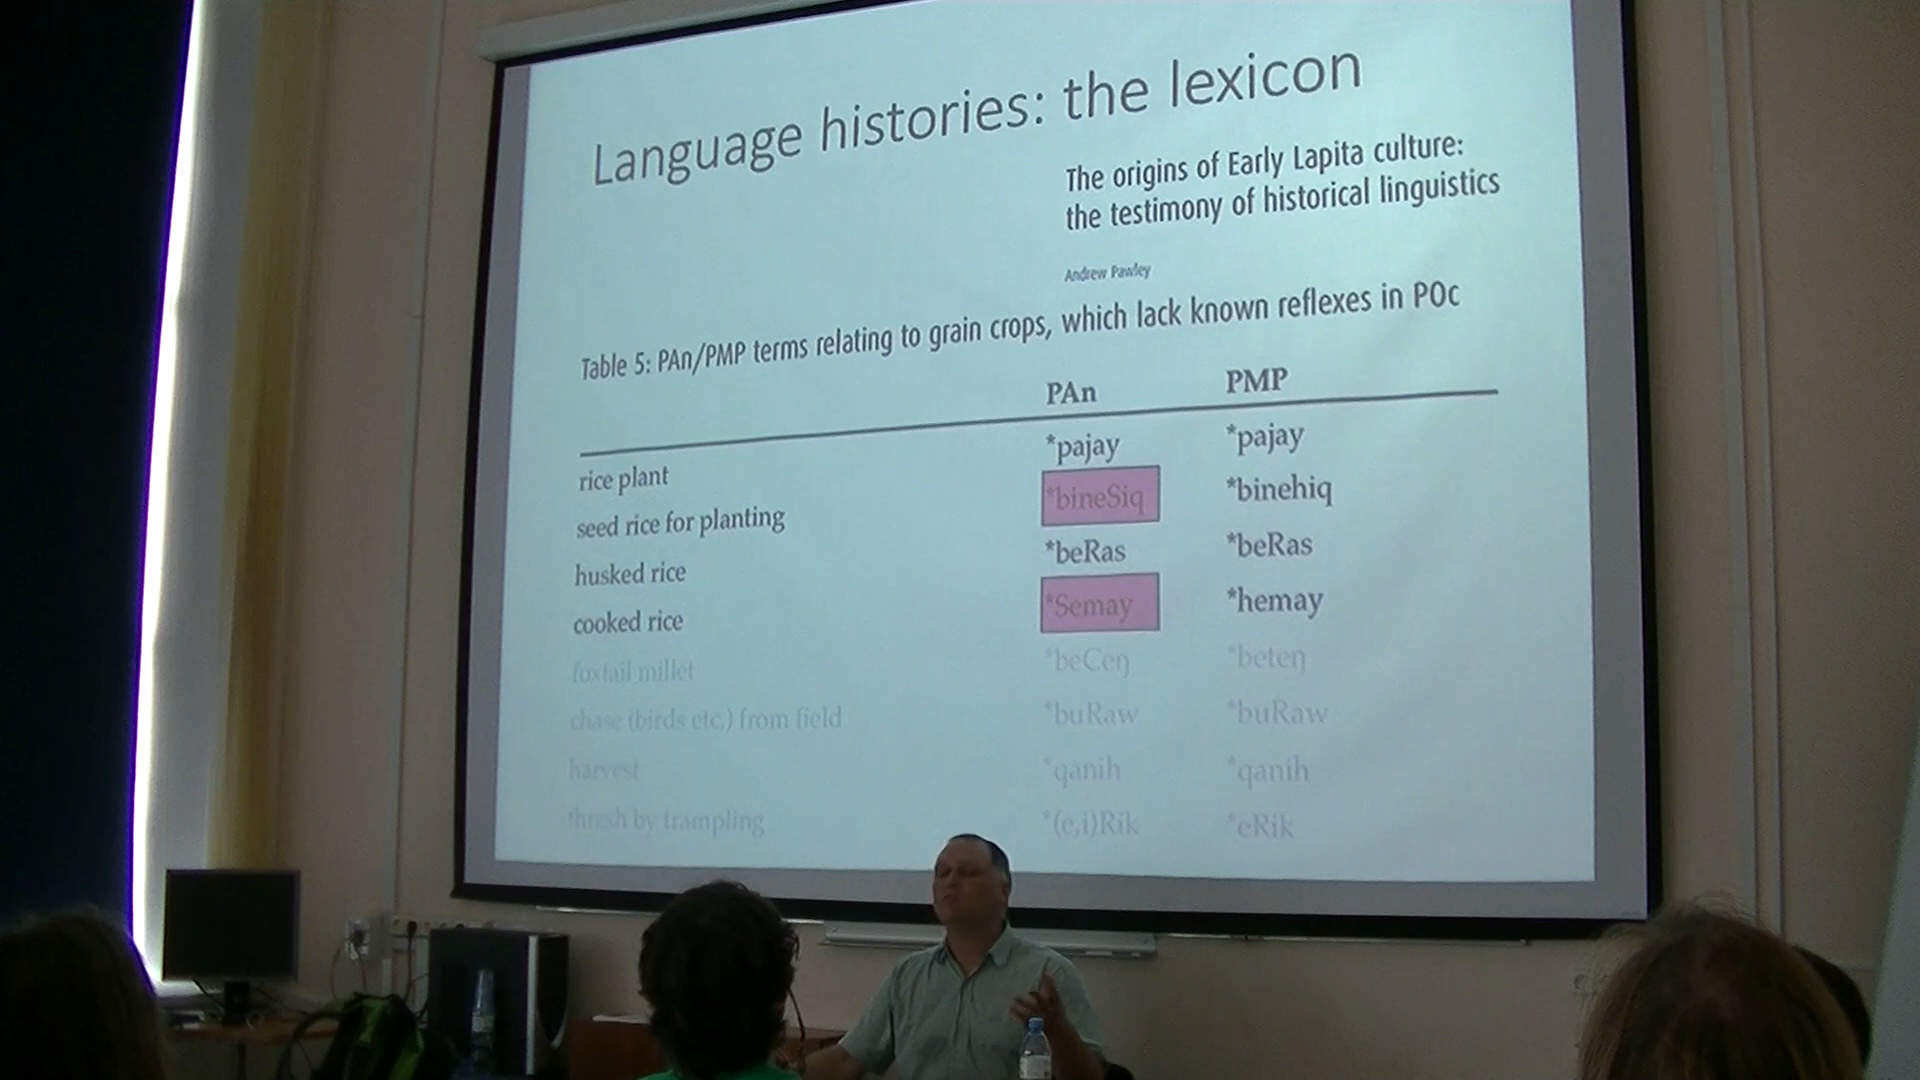 Language histories: the lexicon
The origins of Early Lapita culture:
the testimony of historical linguistics
Andrew Pawley
Table 5: PAn/PMP terms relating to grain crops, which lack known reflexes in POc
PAn PMP
rice plant *pajay *pajay
seed rice for planting *bineSiq *binehiq
husked rice *beRas *beRas
cooked rice *Semay *hemay
foxtail millet *beCeŋ *beteŋ
chase (birds etc.) from field *buRaw *buRaw
harvest *qanih *qanih
thresh by trampling *(e,i)Rik *eRik